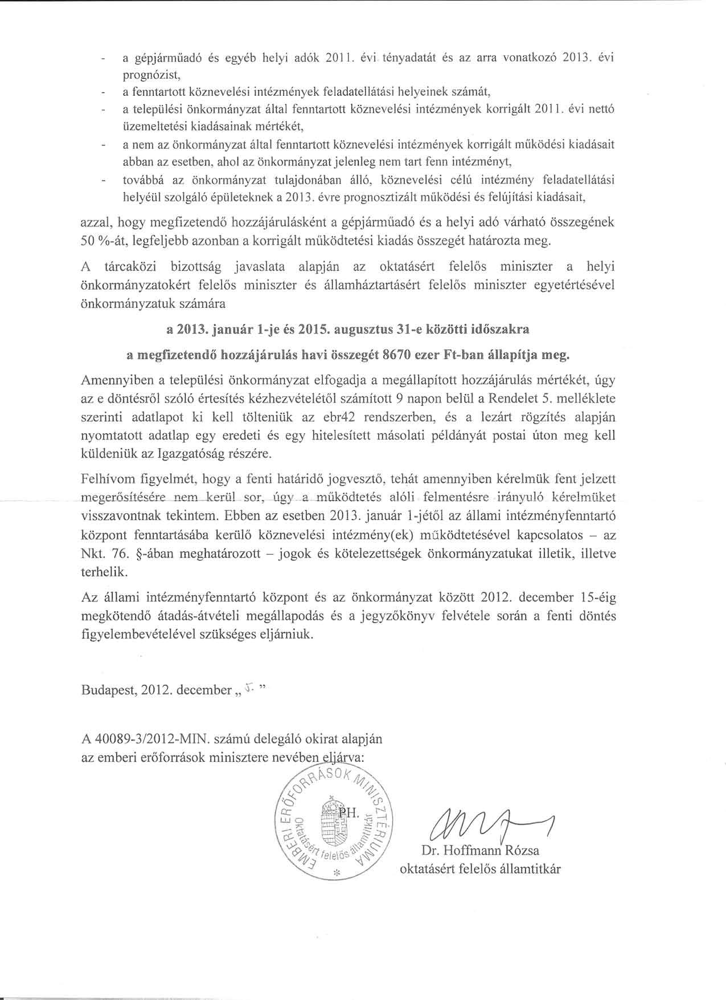 - a gépjárműadó és egyéb helyi adók 2011. évi tényadatát és az arra vonatkozó 2013. évi
prognózist,
- a fenntartott köznevelési intézmények feladatellátási helyeinek számát,
- a települési önkormányzat által fenntartott köznevelési intézmények korrigált 2011. évi nettó
üzemeltetési kiadásainak mértékét,
- a nem az önkormányzat által fenntartott köznevelési intézmények korrigált működési kiadásait
abban az esetben, ahol az önkormányzat jelenleg nem tart fenn intézményt,
- továbbá az önkormányzat tulajdonában álló, köznevelési célú intézmény feladatellátási
helyéül szolgáló épületeknek a 2013. évre prognosztizált működési és felújítási kiadásait,
azzal, hogy megfizetendő hozzájárulásként a gépjárműadó és a helyi adó várható összegének
50 %-át, legfeljebb azonban a korrigált működtetési kiadás összegét határozta meg.
A tárcaközi bizottság javaslata alapján az oktatásért felelős miniszter a helyi
önkormányzatokért felelős miniszter és államháztartásért felelős miniszter egyetértésével
önkormányzatuk számára
a 2013. január 1-je és 2015. augusztus 31-e közötti időszakra
a megfizetendő hozzájárulás havi összegét 8670 ezer Ft-ban állapítja meg.
Amennyiben a települési önkormányzat elfogadja a megállapított hozzájárulás mértékét, úgy
az e döntésről szóló értesítés kézhezvételétől számított 9 napon belül a Rendelet 5. melléklete
szerinti adatlapot ki kell tölteniük az ebr42 rendszerben, és a lezárt rögzítés alapján
nyomtatott adatlap egy eredeti és egy hitelesített másolati példányát postai úton meg kell
küldeniük az Igazgatóság részére.
Felhívom figyelmét, hogy a fenti határidő jogvesztő, tehát amennyiben kérelmük fent jelzett
megerősítésére nem kerül sor, úgy a működtetés alóli felmentésre irányuló kérelmüket
visszavontnak tekintem. Ebben az esetben 2013. január 1-jétől az állami intézményfenntartó
központ fenntartásába kerülő köznevelési intézmény(ek) működtetésével kapcsolatos – az
Nkt. 76. §-ában meghatározott – jogok és kötelezettségek önkormányzatukat illetik, illetve
terhelik.
Az állami intézményfenntartó központ és az önkormányzat között 2012. december 15-éig
megkötendő átadás-átvételi megállapodás és a jegyzőkönyv felvétele során a fenti döntés
figyelembevételével szükséges eljárniuk.
Budapest, 2012. december „ 5. ”
A 40089-3/2012-MIN. számú delegáló okirat alapján
az emberi erőforrások minisztere nevében eljárva:
EMBERI ERŐFORRÁSOK MINISZTÉRIUMA
Oktatásért felelős államtitkár
*
PH.
Dr. Hoffmann Rózsa
oktatásért felelős államtitkár